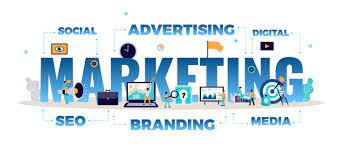 SOCIAL
ADVERTISING
DIGITAL
MARKETING
SEO
BRANDING
MEDIA